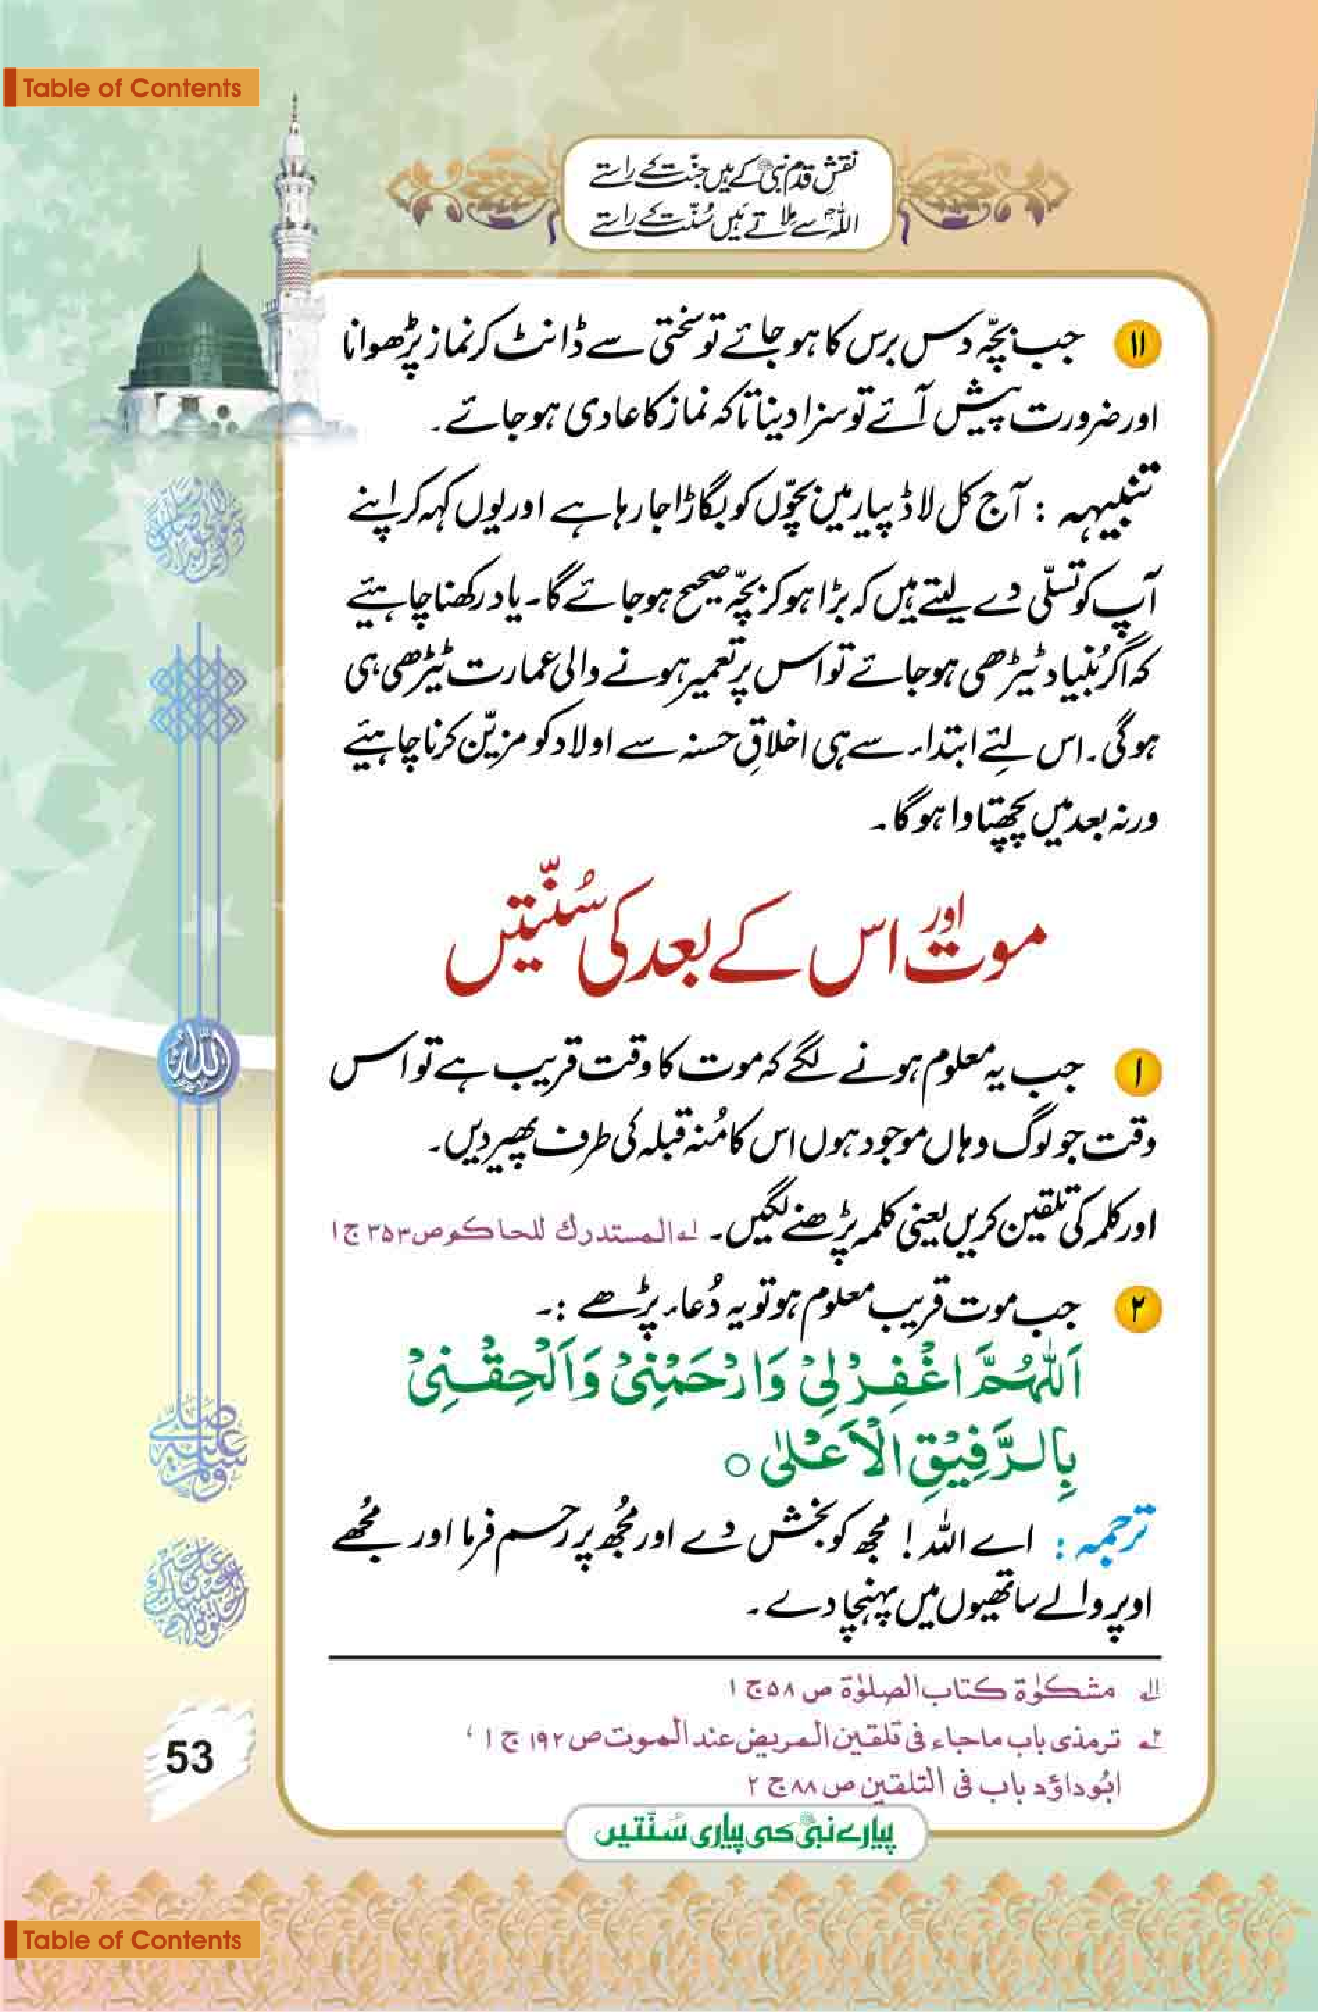 Table of Contents
نقشِ قدم نبیؐ کے ہیں جنّت کے راستے
اللہؐ سے ملاتے ہیں سُنّت کے راستے
۱۱ جب بچّہ دس برس کا ہو جائے تو سختی سے ڈانٹ کر نماز پڑھوانا
اور ضرورت پیش آئے تو سزا دینا تاکہ نماز کا عادی ہو جائے۔
تنبیہہ : آج کل لاڈ پیار میں بچّوں کو بگاڑا جا رہا ہے اور یوں کہہ کر اپنے
آپ کو تسلّی دے لیتے ہیں کہ بڑا ہو کر بچّہ صحیح ہو جائے گا۔ یاد رکھنا چاہیئے
کہ اگر بُنیاد ٹیڑھی ہو جائے تو اس پر تعمیر ہونے والی عمارت ٹیڑھی ہی
ہوگی۔ اس لئے ابتداء سے ہی اخلاقِ حسنہ سے اولاد کو مزیّن کرنا چاہیئے
ورنہ بعد میں پچھتاوا ہوگا۔
موت اور اس کے بعد کی سُنّتیں
۱ جب یہ معلوم ہونے لگے کہ موت کا وقت قریب ہے تو اس
وقت جو لوگ وہاں موجود ہوں اس کا مُنہ قبلہ کی طرف پھیر دیں۔
اور کلمہ کی تلقین کریں یعنی کلمہ پڑھنے لگیں۔ لـه المستدرك للحاكم ص ۳۵۳ ج ۱
۲ جب موت قریب معلوم ہو تو یہ دُعاء پڑھے :۔
اَللّٰهُمَّ اغْفِرْ لِیْ وَارْحَمْنِیْ وَاَلْحِقْنِیْ
بِالرَّفِیْقِ الْاَعْلٰی ○
ترجمہ : اے اللہ! مجھ کو بخش دے اور مجُھ پر رحم فرما اور مجُھے
اوپر والے ساتھیوں میں پہنچا دے۔
الـ مشکوٰۃ کتاب الصلوٰۃ ص ۵۸ ج ۱
لـه ترمذی باب ماجاء فی تلقین المریض عند الموت ص ۱۹۲ ج ۱،
ابُوداؤد باب فی التلقین ص ۸۸ ج ۲
53
پیارے نبیؐ کی پیاری سُنّتیں
Table of Contents